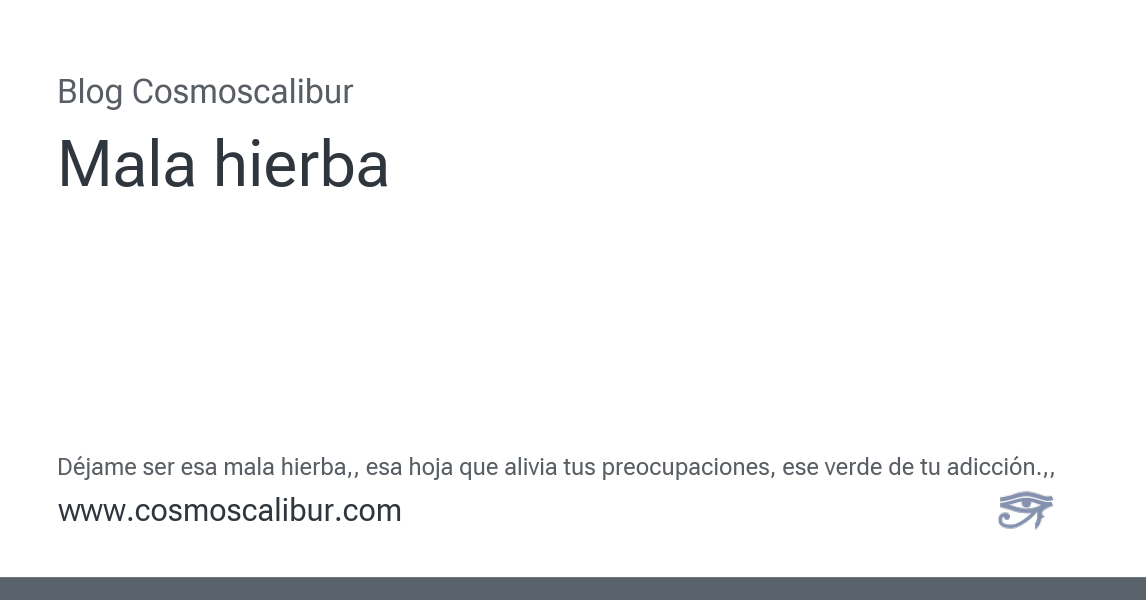 Blog Cosmoscalibur
Mala hierba
Déjame ser esa mala hierba,, esa hoja que alivia tus preocupaciones, ese verde de tu adicción.,,
www.cosmoscalibur.com